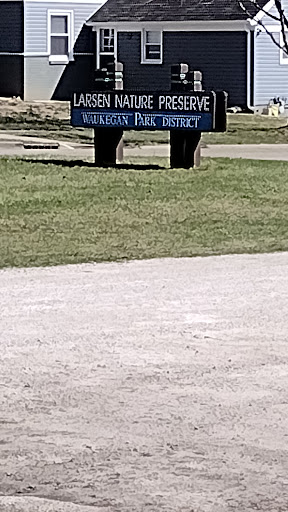 LARSEN NATURE PRESERVE
WAUKEGAN PARK DISTRICT